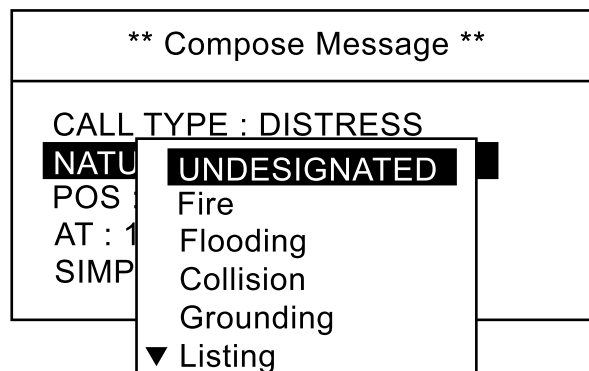 ** Compose Message **
CALL TYPE : DISTRESS
NATU
UNDESIGNATED
POS :
Fire
AT : 1
Flooding
SIMP
Collision
Grounding
▼ Listing